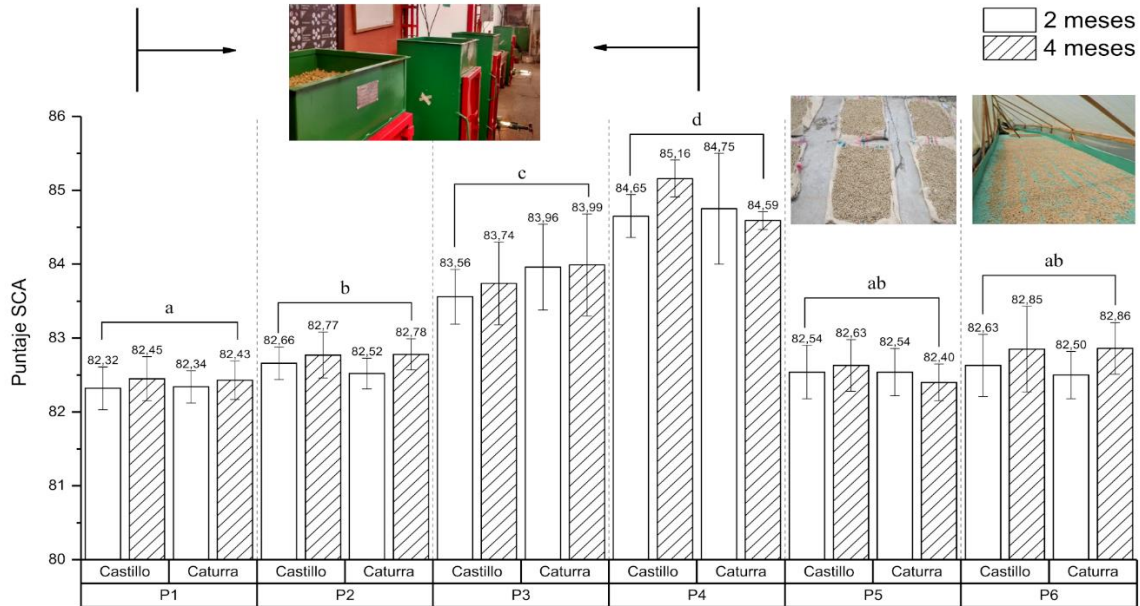 2 meses
4 meses
Puntaje SCA
86
85
84
83
82
81
80
a
82,32
82,45
82,34
82,43
b
82,66
82,77
82,52
82,78
c
83,56
83,74
83,96
83,99
d
84,65
85,16
84,75
84,59
ab
82,54
82,63
82,54
82,40
ab
82,63
82,85
82,50
82,86
Castillo Caturra Castillo Caturra Castillo Caturra Castillo Caturra Castillo Caturra Castillo Caturra
P1 P2 P3 P4 P5 P6